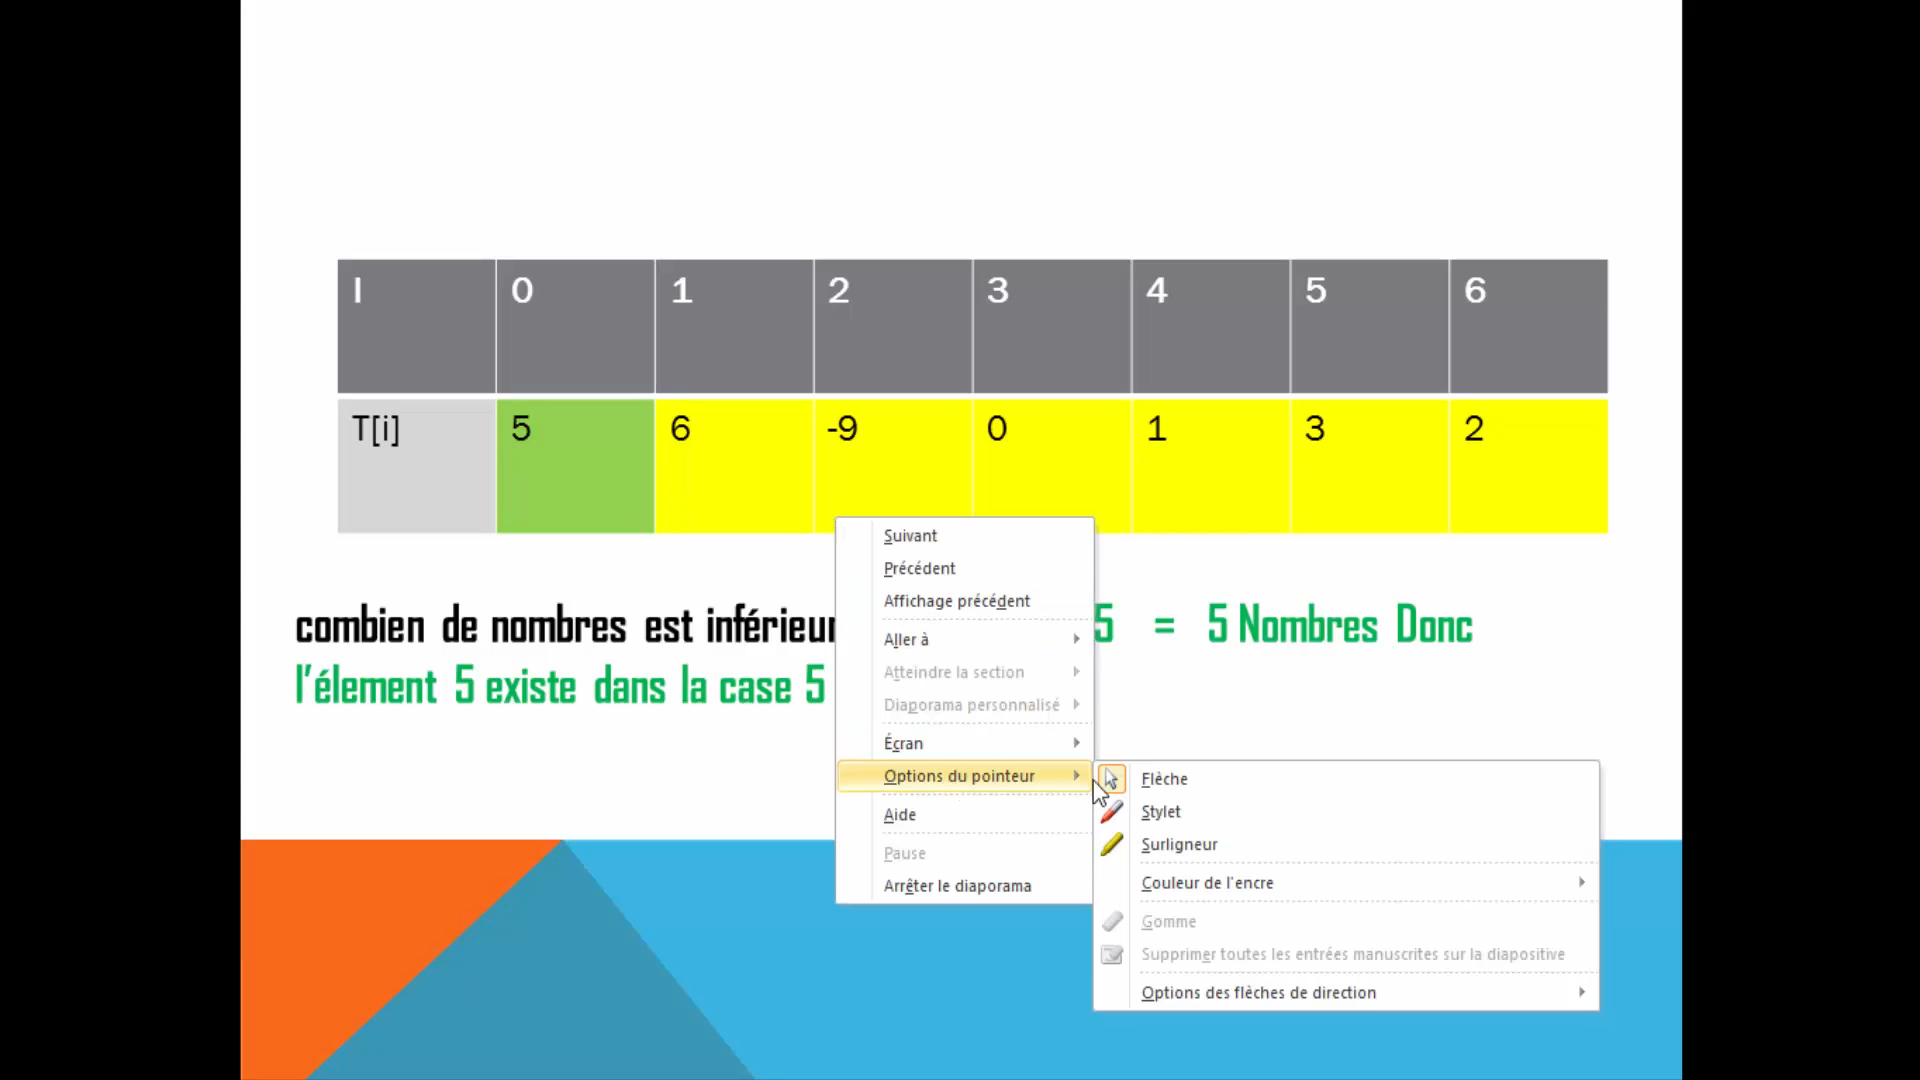 I 0 1 2 3 4 5 6
T[i] 5 6 -9 0 1 3 2
combien de nombres est inférieur 5 = 5 Nombres Donc
l'élement 5 existe dans la case 5
Suivant
Précédent
Affichage précédent
Aller à
Atteindre la section
Diaporama personnalisé
Écran
Options du pointeur
Aide
Pause
Arrêter le diaporama
Flèche
Stylet
Surligneur
Couleur de l'encre
Gomme
Supprimer toutes les entrées manuscrites sur la diapositive
Options des flèches de direction